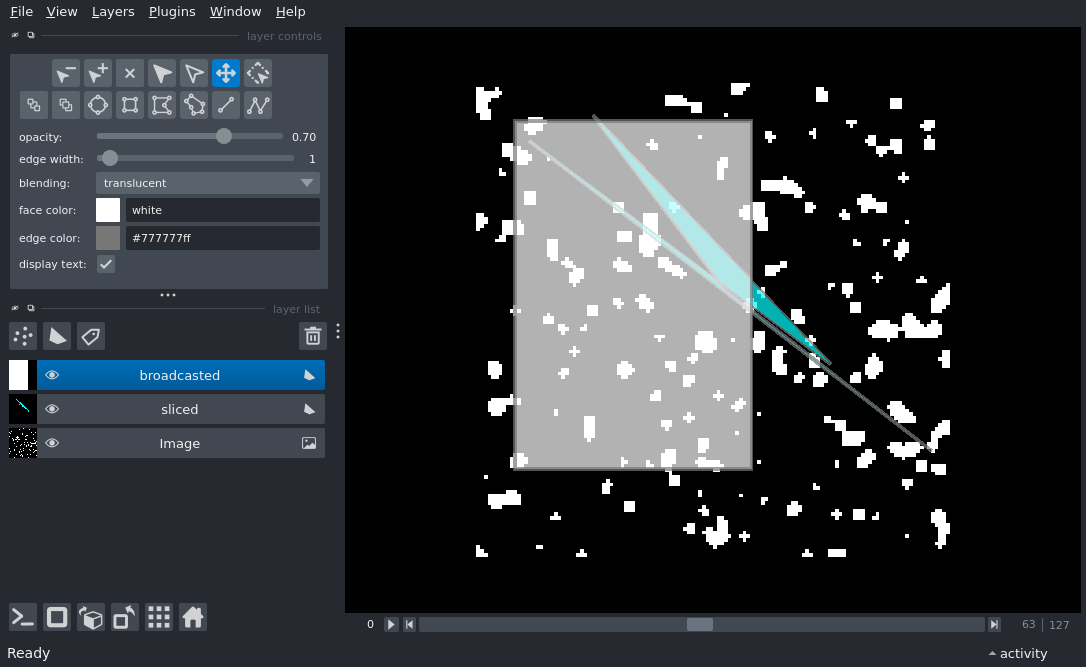 File View Layers Plugins Window Help
layer controls
opacity: 0.70
edge width: 1
blending: translucent
face color: white
edge color: #777777ff
display text:
layer list
broadcasted
sliced
Image
0 63 127
Ready activity